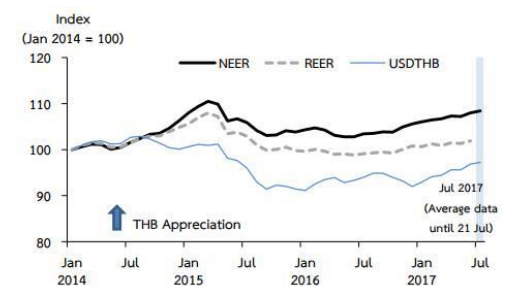 Index
(Jan 2014 = 100)
120
NEER
REER
USDTHB
110
100
90
Jul 2017
(Average data
until 21 Jul)
THB Appreciation
80
Jan Jul Jan Jul Jan Jul Jan Jul
2014 2015 2016 2017